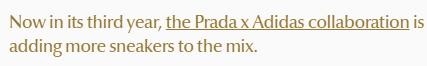 Now in its third year, the Prada x Adidas collaboration is
adding more sneakers to the mix.